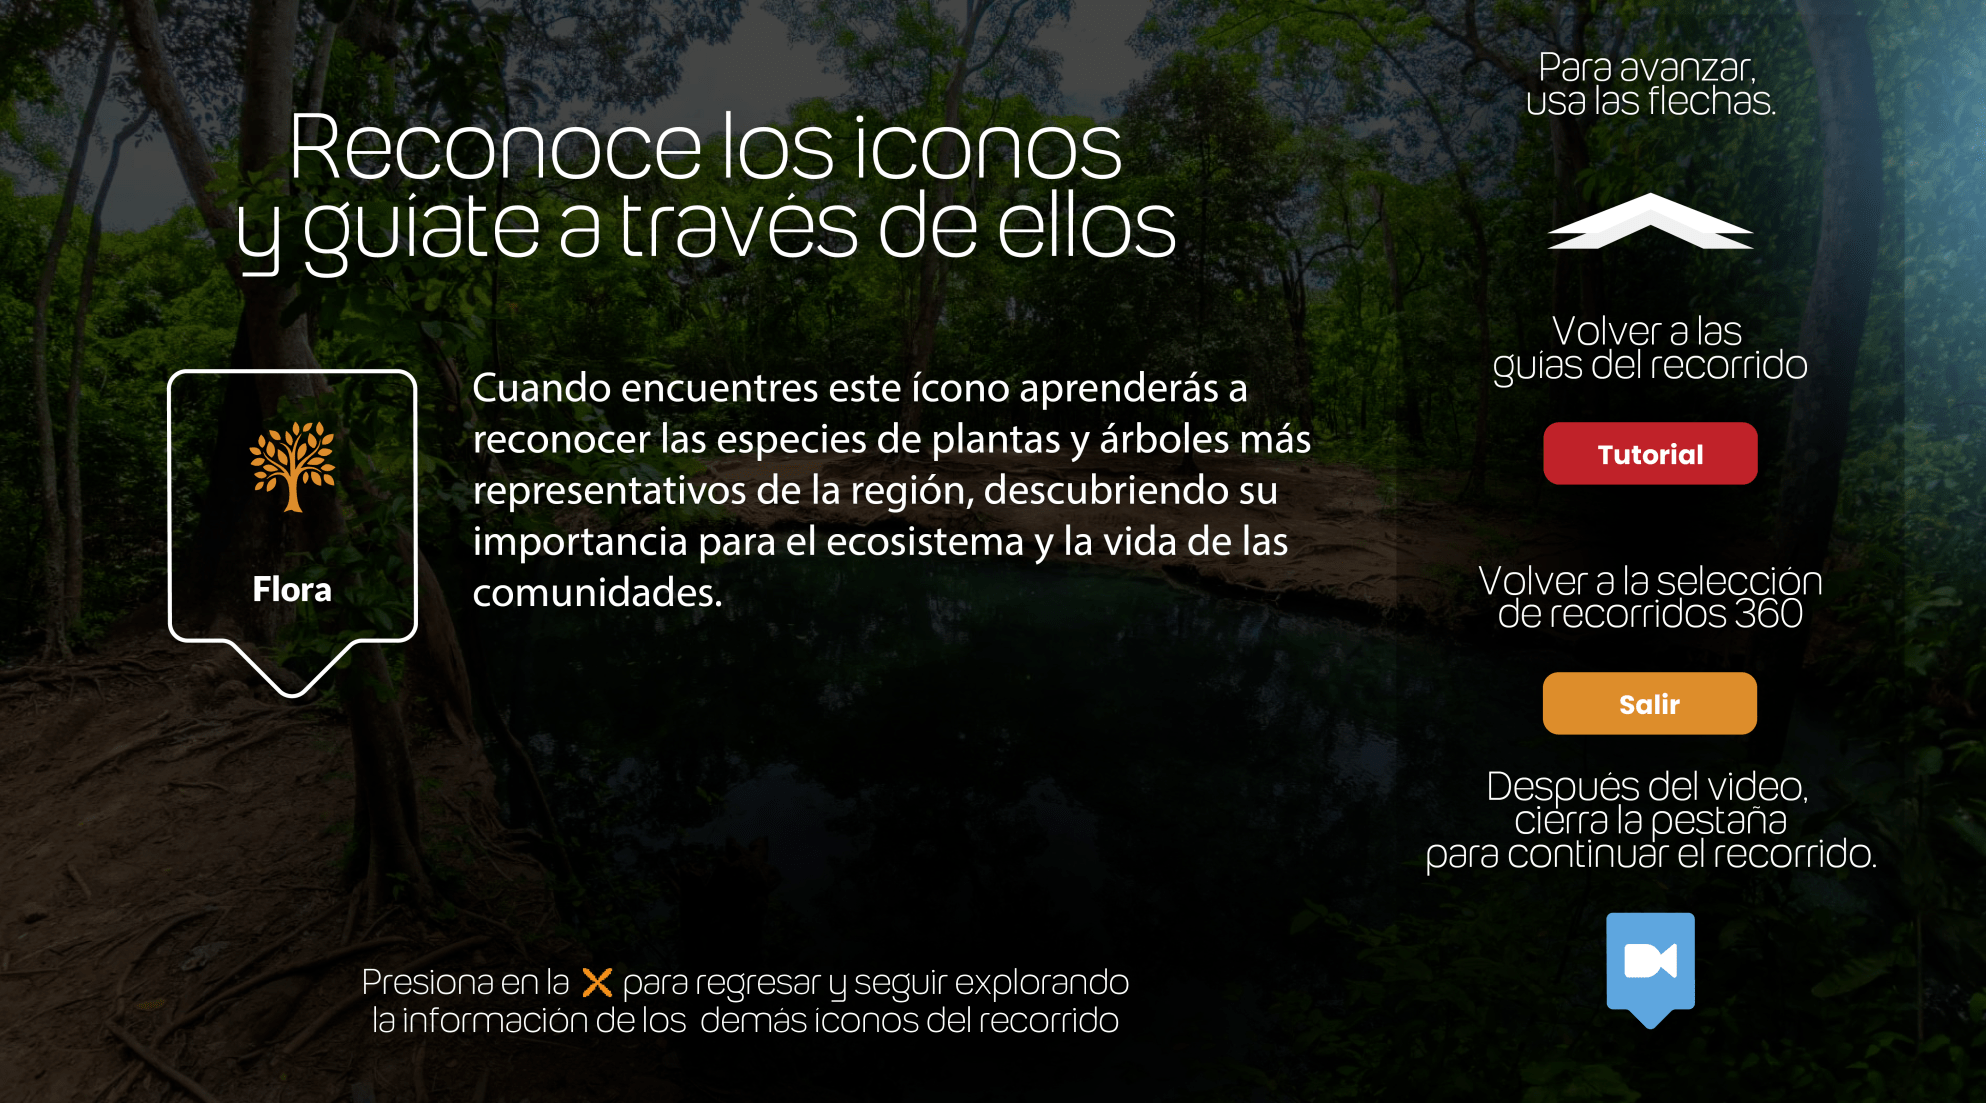 Reconoce los iconos
y guíate a través de ellos
Flora
Cuando encuentres este ícono aprenderás a
reconocer las especies de plantas y árboles más
representativos de la región, descubriendo su
importancia para el ecosistema y la vida de las
comunidades.
Presiona en la X para regresar y seguir explorando
la información de los demás íconos del recorrido
Para avanzar,
usa las flechas.
Volver a las
guías del recorrido
Tutorial
Volver a la selección
de recorridos 360
Salir
Después del video,
cierra la pestaña
para continuar el recorrido.